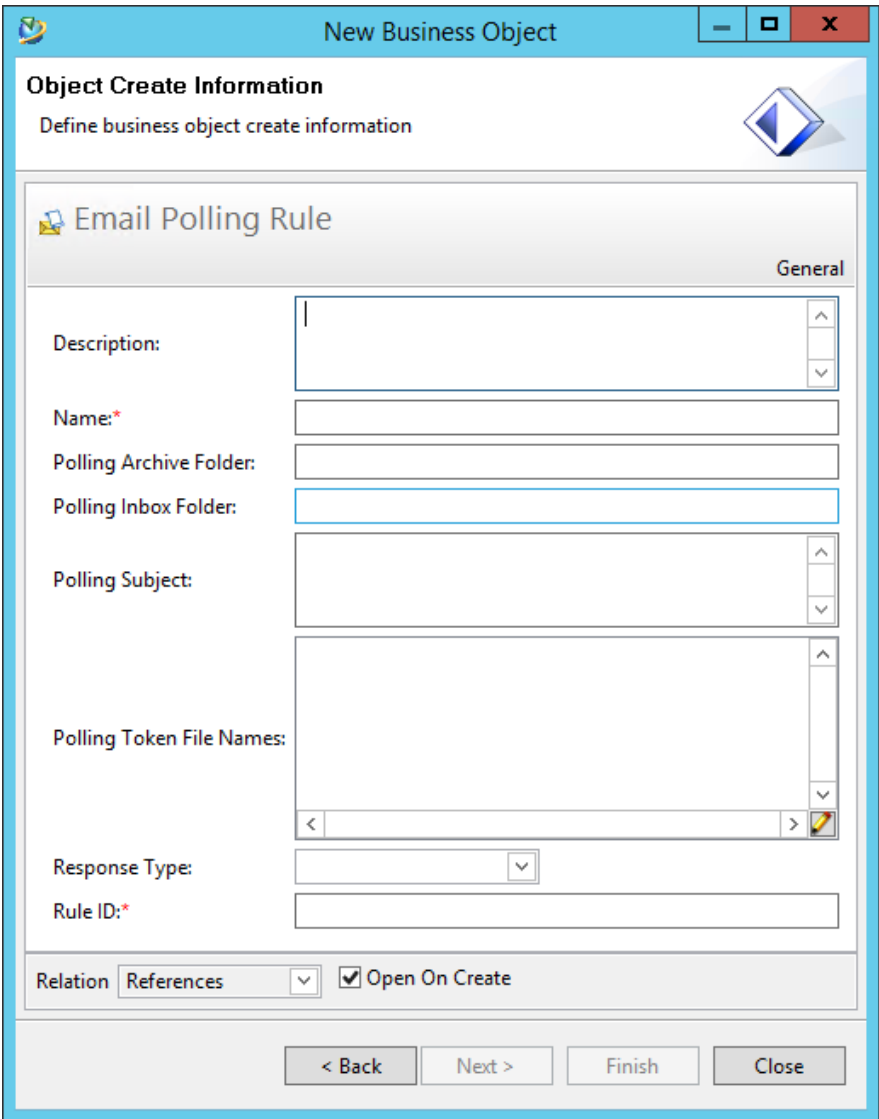 New Business Object
Object Create Information
Define business object create information
Email Polling Rule
General
Description:
Name:*
Polling Archive Folder:
Polling Inbox Folder:
Polling Subject:
Polling Token File Names:
Response Type:
Rule ID:*
Relation References Open On Create
< Back Next > Finish Close